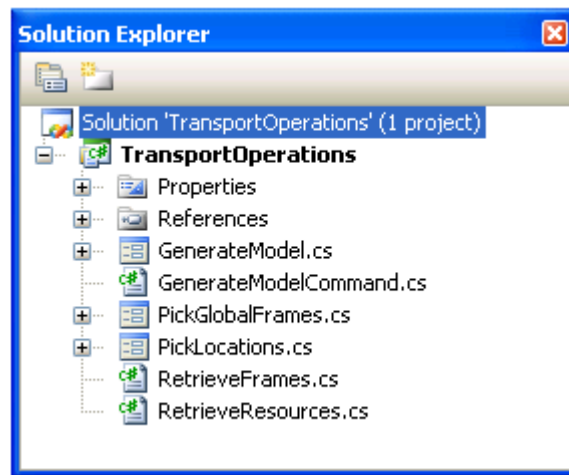 Solution Explorer
Solution 'TransportOperations' (1 project)
TransportOperations
Properties
References
GenerateModel.cs
GenerateModelCommand.cs
PickGlobalFrames.cs
PickLocations.cs
RetrieveFrames.cs
RetrieveResources.cs